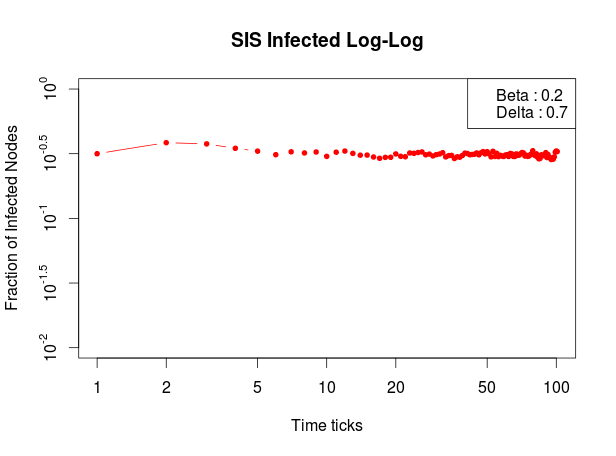 SIS Infected Log-Log
Beta : 0.2
Delta : 0.7
Fraction of Infected Nodes
10^0
10^-0.5
10^-1
10^-1.5
10^-2
1 2 5 10 20 50 100
Time ticks